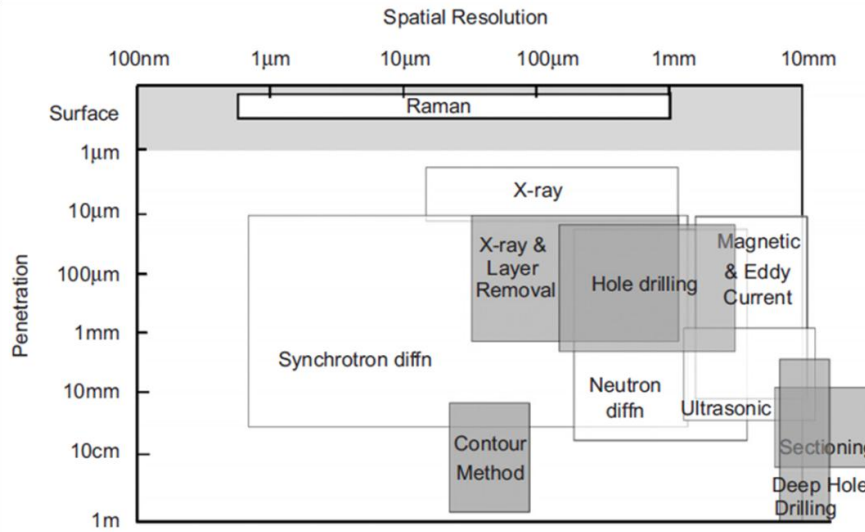 Spatial Resolution
100nm 1μm 10μm 100μm 1mm 10mm
Surface
Raman
1μm
X-ray
10μm
X-ray &
Layer
Removal
Hole drilling
Magnetic
& Eddy
Current
100μm
Penetration
1mm
Synchrotron diffn
Neutron
diffn
Ultrasonic
10mm
Contour
Method
10cm
Sectioning
Deep Hole
Drilling
1m